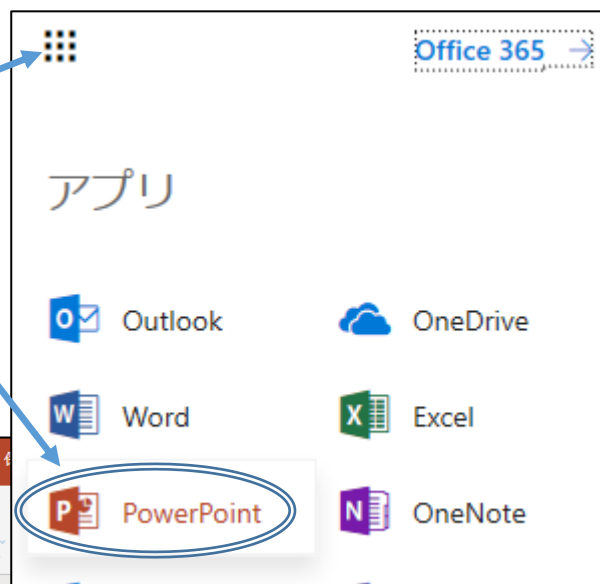 Office 365 →
アプリ
Outlook
OneDrive
Word
Excel
PowerPoint
OneNote